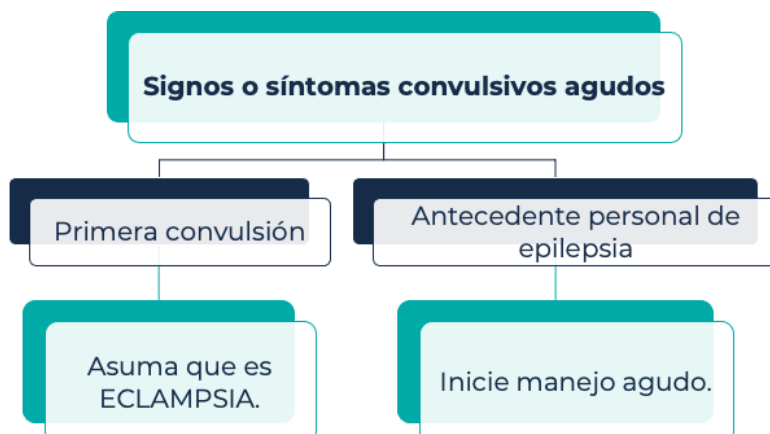 Signos o síntomas convulsivos agudos
Primera convulsión
Antecedente personal de
epilepsia
Asuma que es
ECLAMPSIA.
Inicie manejo agudo.